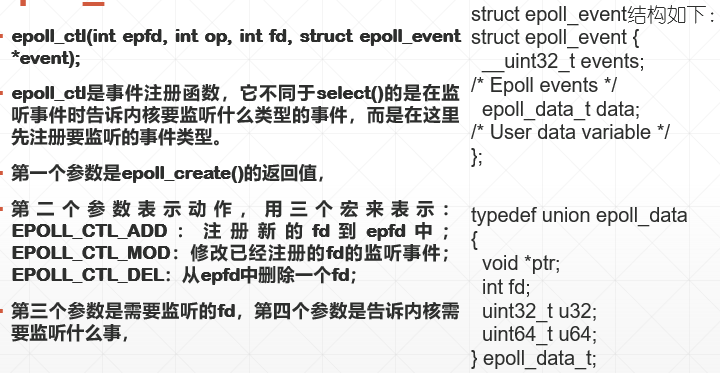 epoll_ctl(int epfd, int op, int fd, struct epoll_event
*event);
epoll_ctl是事件注册函数，它不同于select()的是在监
听事件时告诉内核要监听什么类型的事件，而是在这里
先注册要监听的事件类型。
第一个参数是epoll_create()的返回值，
第二个参数表示动作，用三个宏来表示：
EPOLL_CTL_ADD：注册新的fd到epfd中；
EPOLL_CTL_MOD：修改已经注册的fd的监听事件；
EPOLL_CTL_DEL：从epfd中删除一个fd；
第三个参数是需要监听的fd，第四个参数是告诉内核需
要监听什么事，
struct epoll_event结构如下：
struct epoll_event {
__uint32_t events;
/* Epoll events */
epoll_data_t data;
/* User data variable */
};
typedef union epoll_data
{
void *ptr;
int fd;
uint32_t u32;
uint64_t u64;
} epoll_data_t;